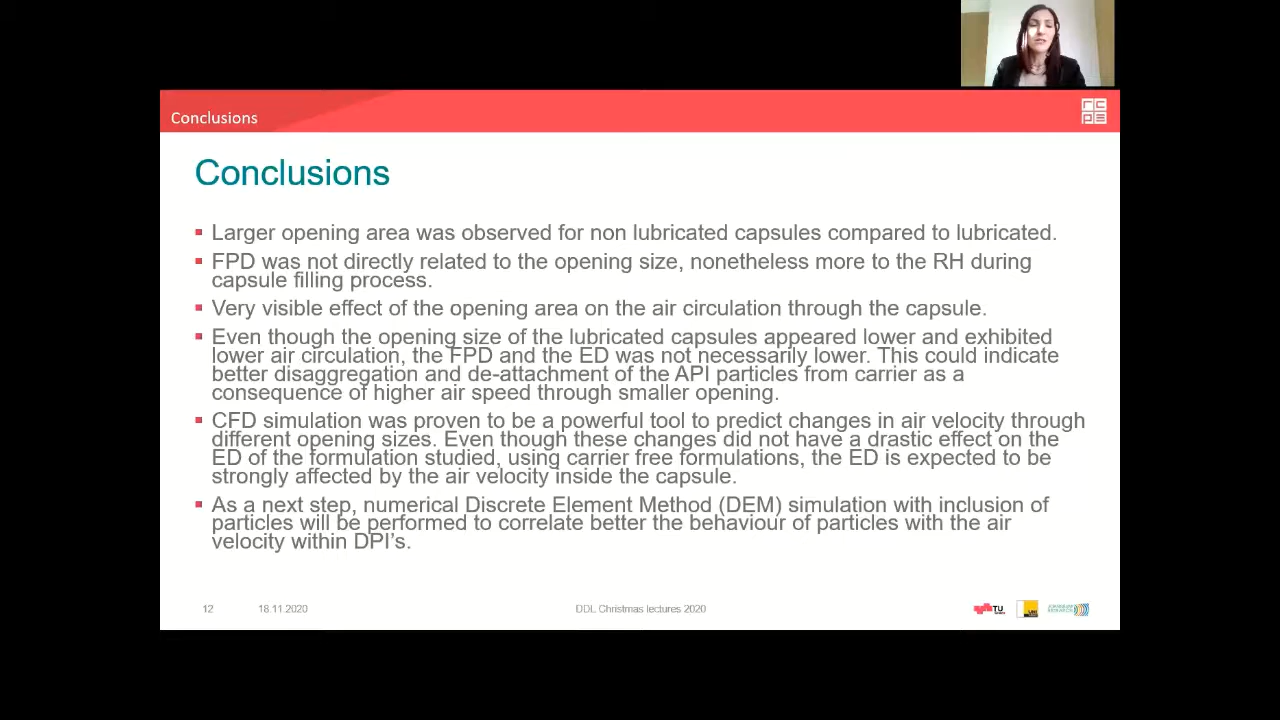 Conclusions
rc
pe
Conclusions
▪ Larger opening area was observed for non lubricated capsules compared to lubricated.
▪ FPD was not directly related to the opening size, nonetheless more to the RH during
capsule filling process.
▪ Very visible effect of the opening area on the air circulation through the capsule.
▪ Even though the opening size of the lubricated capsules appeared lower and exhibited
lower air circulation, the FPD and the ED was not necessarily lower. This could indicate
better disaggregation and de-attachment of the API particles from carrier as a
consequence of higher air speed through smaller opening.
▪ CFD simulation was proven to be a powerful tool to predict changes in air velocity through
different opening sizes. Even though these changes did not have a drastic effect on the
ED of the formulation studied, using carrier free formulations, the ED is expected to be
strongly affected by the air velocity inside the capsule.
▪ As a next step, numerical Discrete Element Method (DEM) simulation with inclusion of
particles will be performed to correlate better the behaviour of particles with the air
velocity within DPI’s.
12 18.11.2020 DDL Christmas lectures 2020 TU